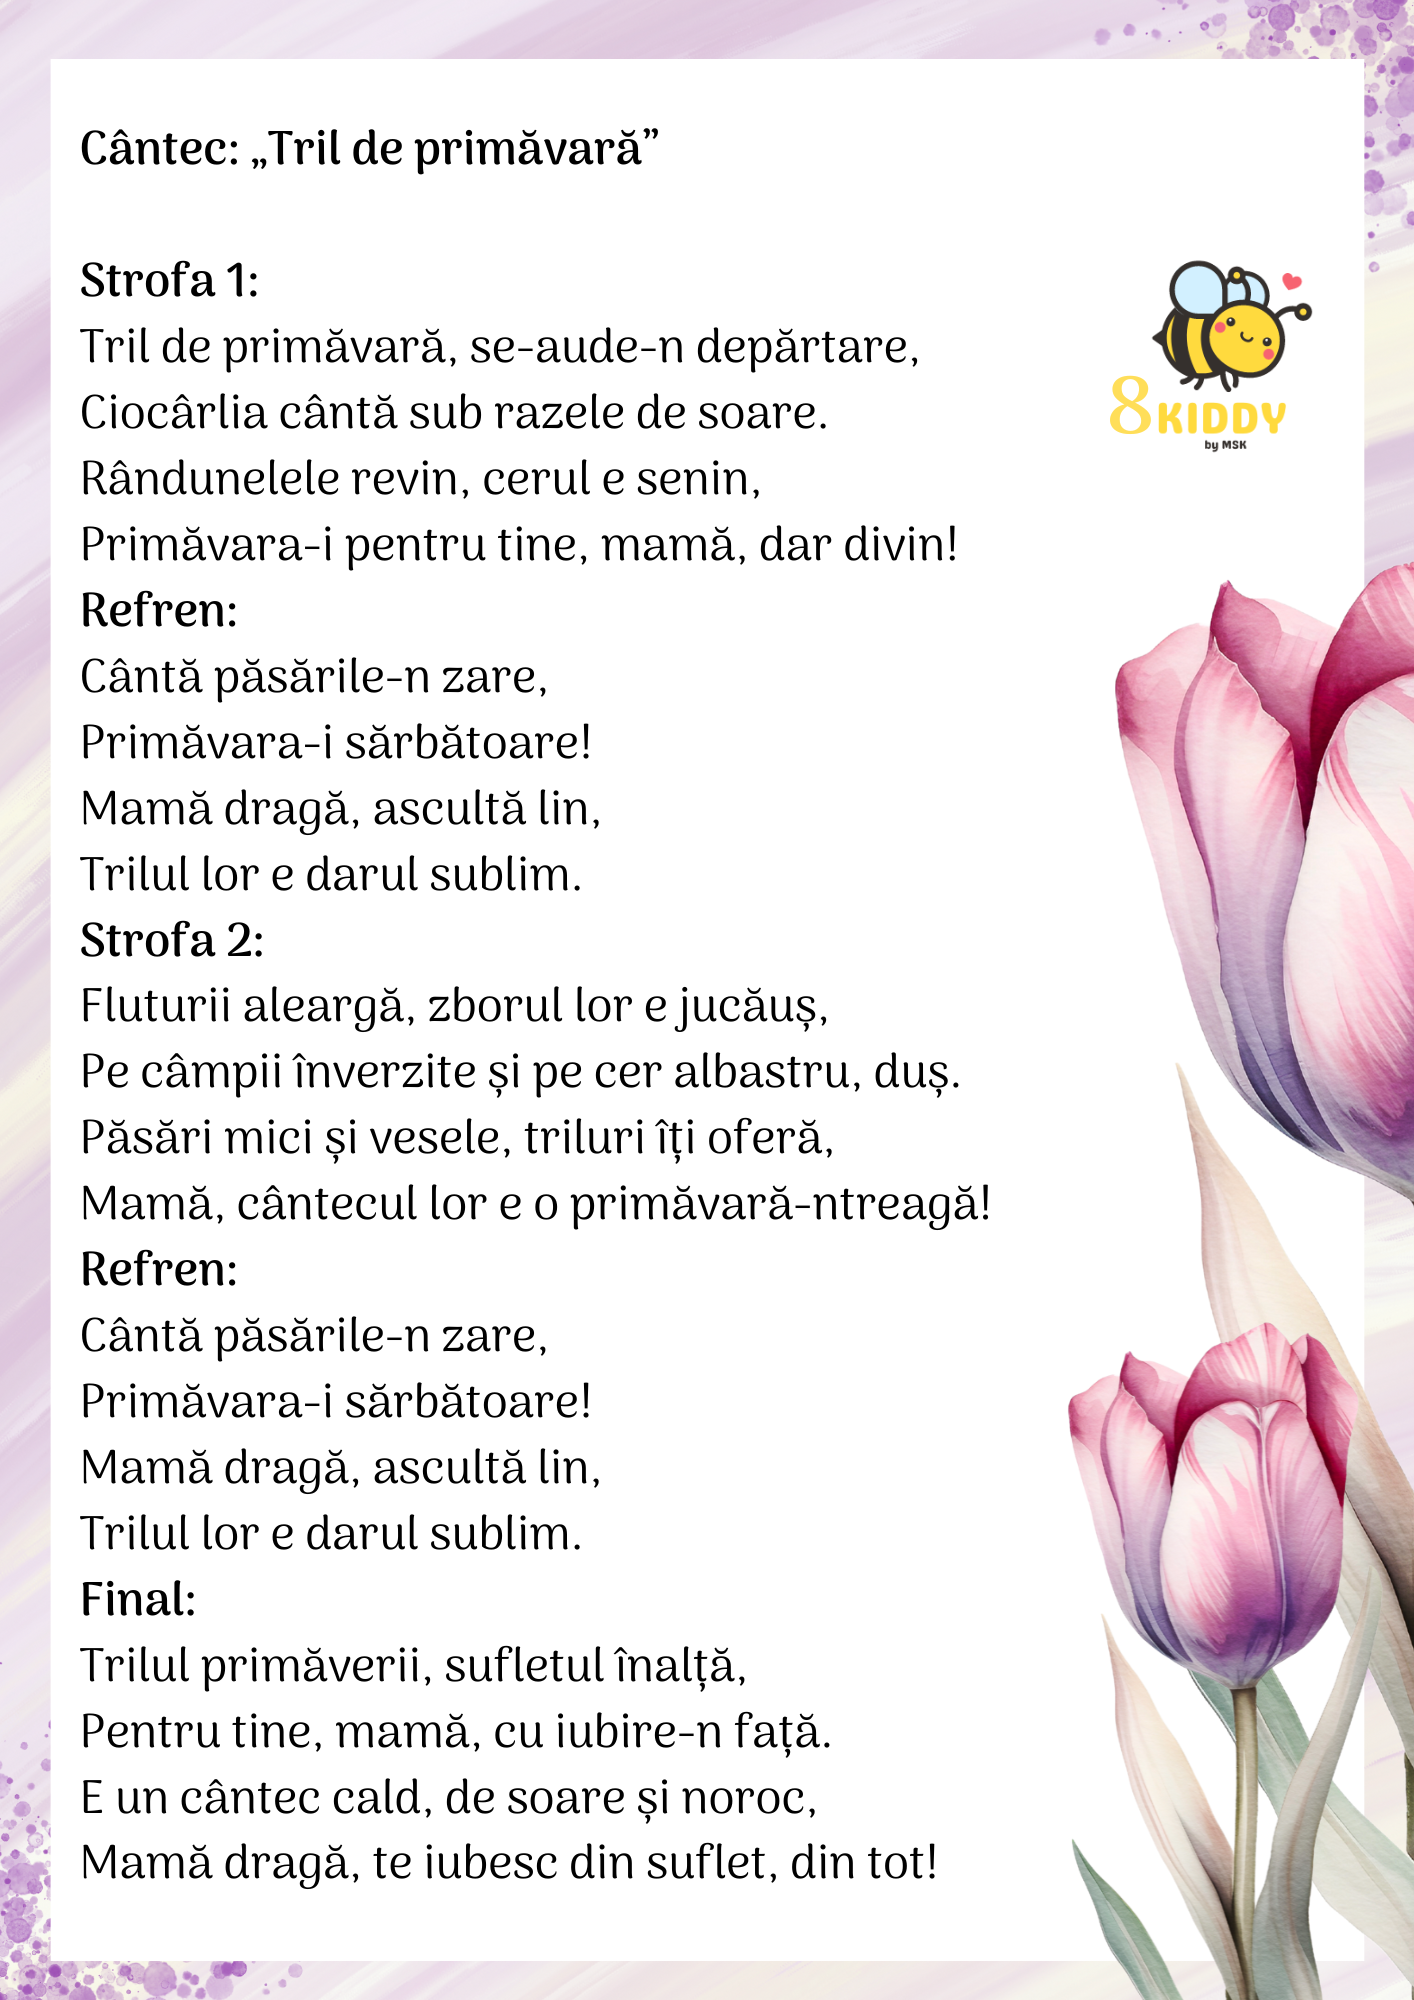 Cântec: „Tril de primăvară”
Strofa 1:
Tril de primăvară, se-aude-n depărtare,
Ciocârlia cântă sub razele de soare.
Rândunelele revin, cerul e senin,
Primăvara-i pentru tine, mamă, dar divin!
Refren:
Cântă păsările-n zare,
Primăvara-i sărbătoare!
Mamă dragă, ascultă lin,
Trilul lor e darul sublim.
Strofa 2:
Fluturii aleargă, zborul lor e jucăuș,
Pe câmpii înverzite și pe cer albastru, duș.
Păsări mici și vesele, triluri îți oferă,
Mamă, cântecul lor e o primăvară-ntreagă!
Refren:
Cântă păsările-n zare,
Primăvara-i sărbătoare!
Mamă dragă, ascultă lin,
Trilul lor e darul sublim.
Final:
Trilul primăverii, sufletul înalță,
Pentru tine, mamă, cu iubire-n față.
E un cântec cald, de soare și noroc,
Mamă dragă, te iubesc din suflet, din tot!
8KIDDY
by MSK